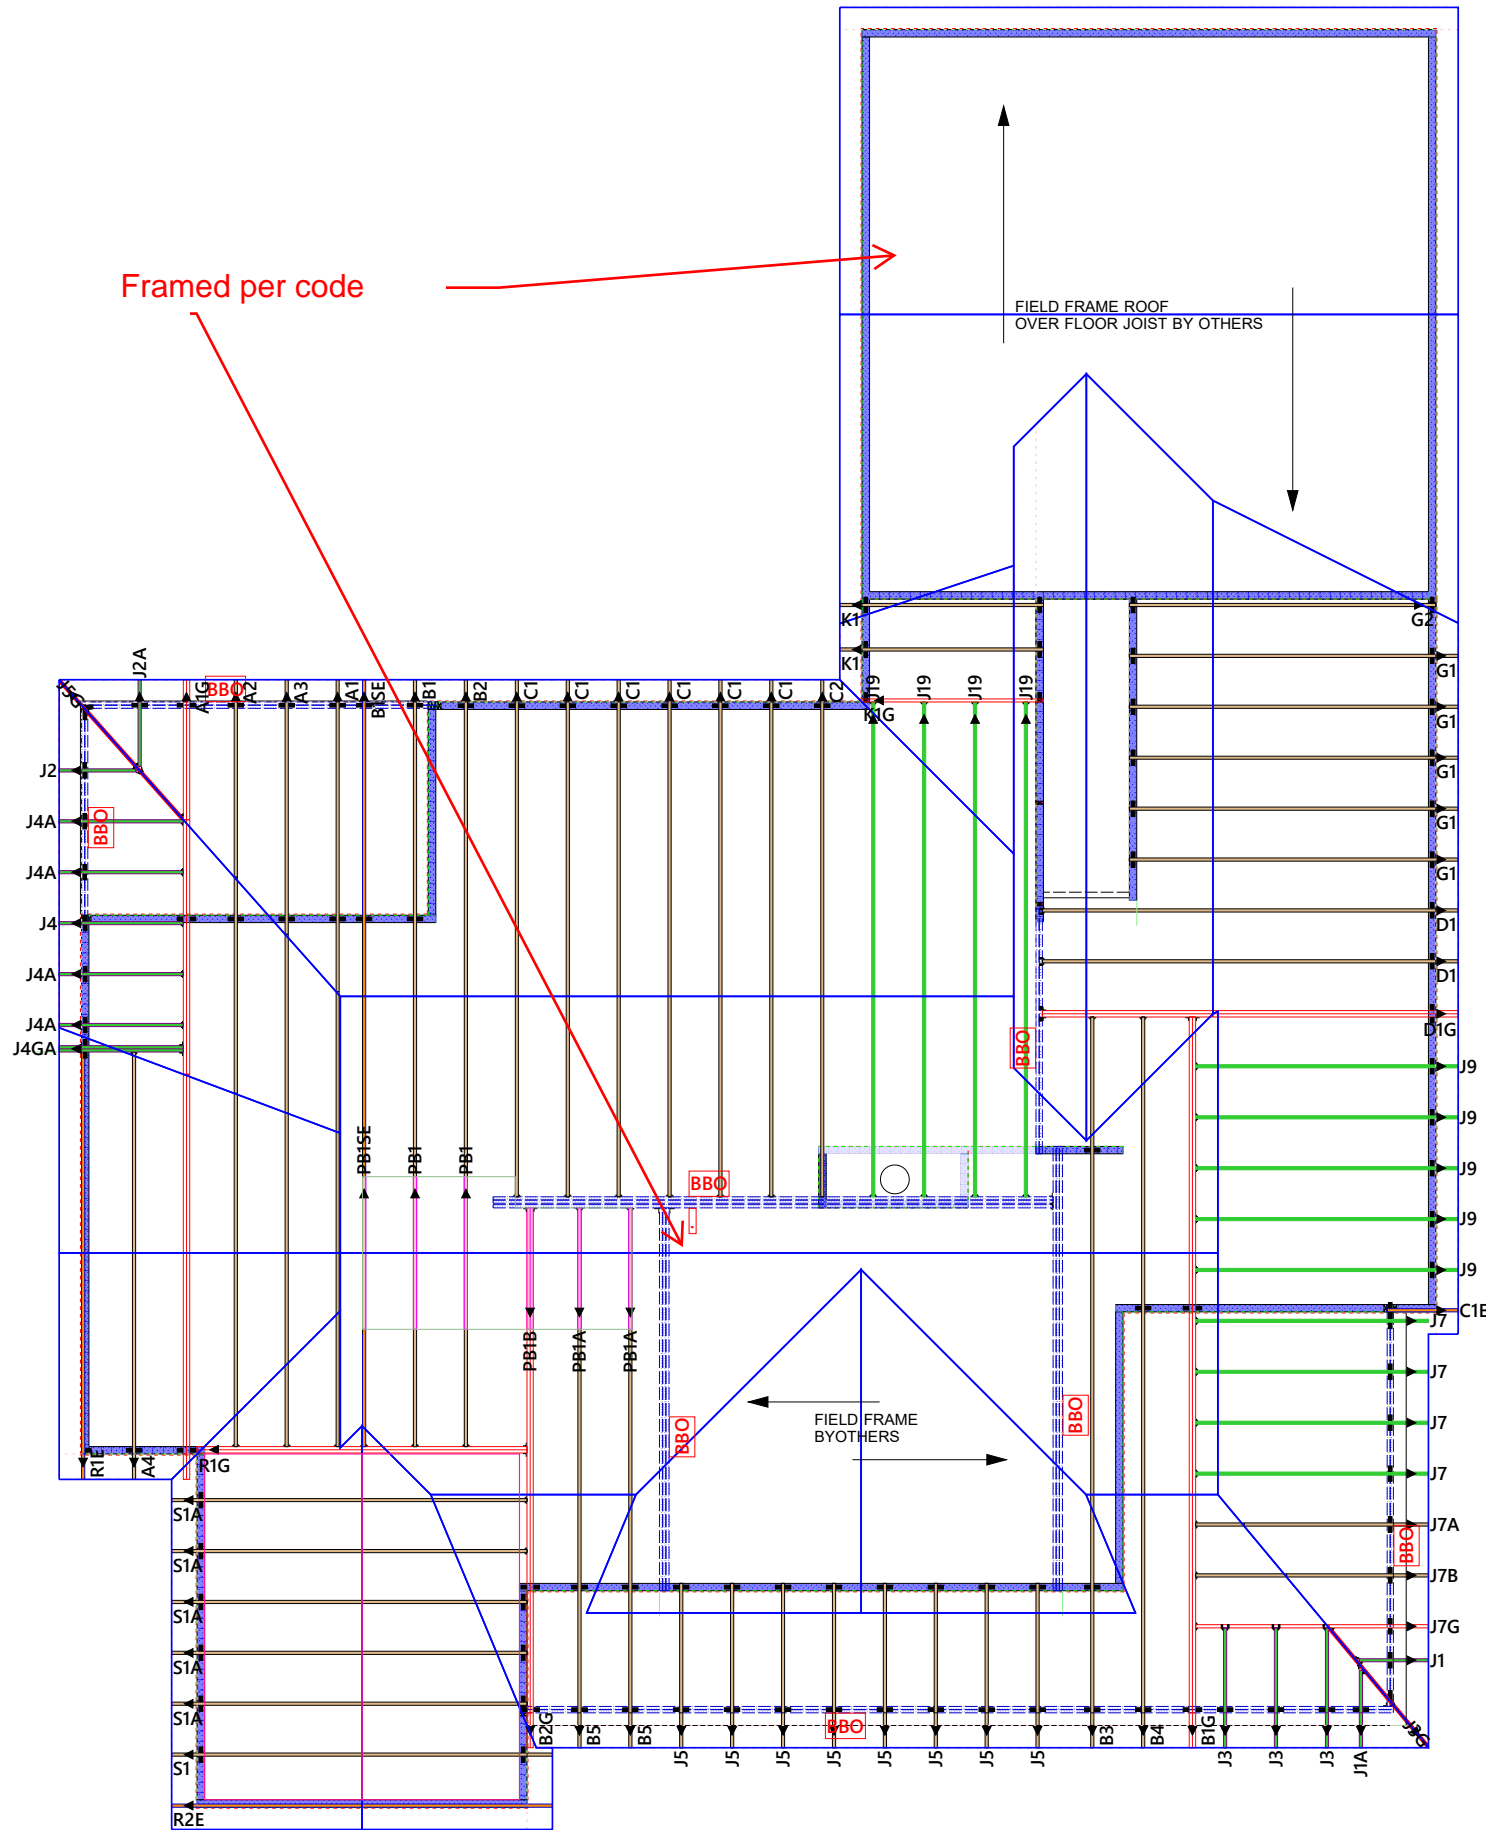 Framed per code
FIELD FRAME ROOF
OVER FLOOR JOIST BY OTHERS
K1
G2
K1
G1
J5G
J2A
A1G
BBO
A2
A3
A1
B1SE
B1
B2
C1
C1
C1
C1
C1
C1
C2
J19
J19
J19
J19
K1G
G1
G1
G1
G1
J2
J4A
BBO
J4A
J4
J4A
J4A
J4GA
D1
D1
D1G
BBO
J9
J9
J9
J9
J9
PB1SE
PB1
PB1
BBO
C1E
J7
PB1B
PB1A
PB1A
J7
J7
J7
FIELD FRAME
BYOTHERS
BBO
BBO
R1E
A4
R1G
S1A
S1A
S1A
S1A
S1A
S1
R2E
J7A
BBO
J7B
J7G
J1
B2G
B5
B5
J5
J5
J5
BBO
J5
J5
J5
J5
J5
B3
B4
B1G
J3
J3
J3
J1A